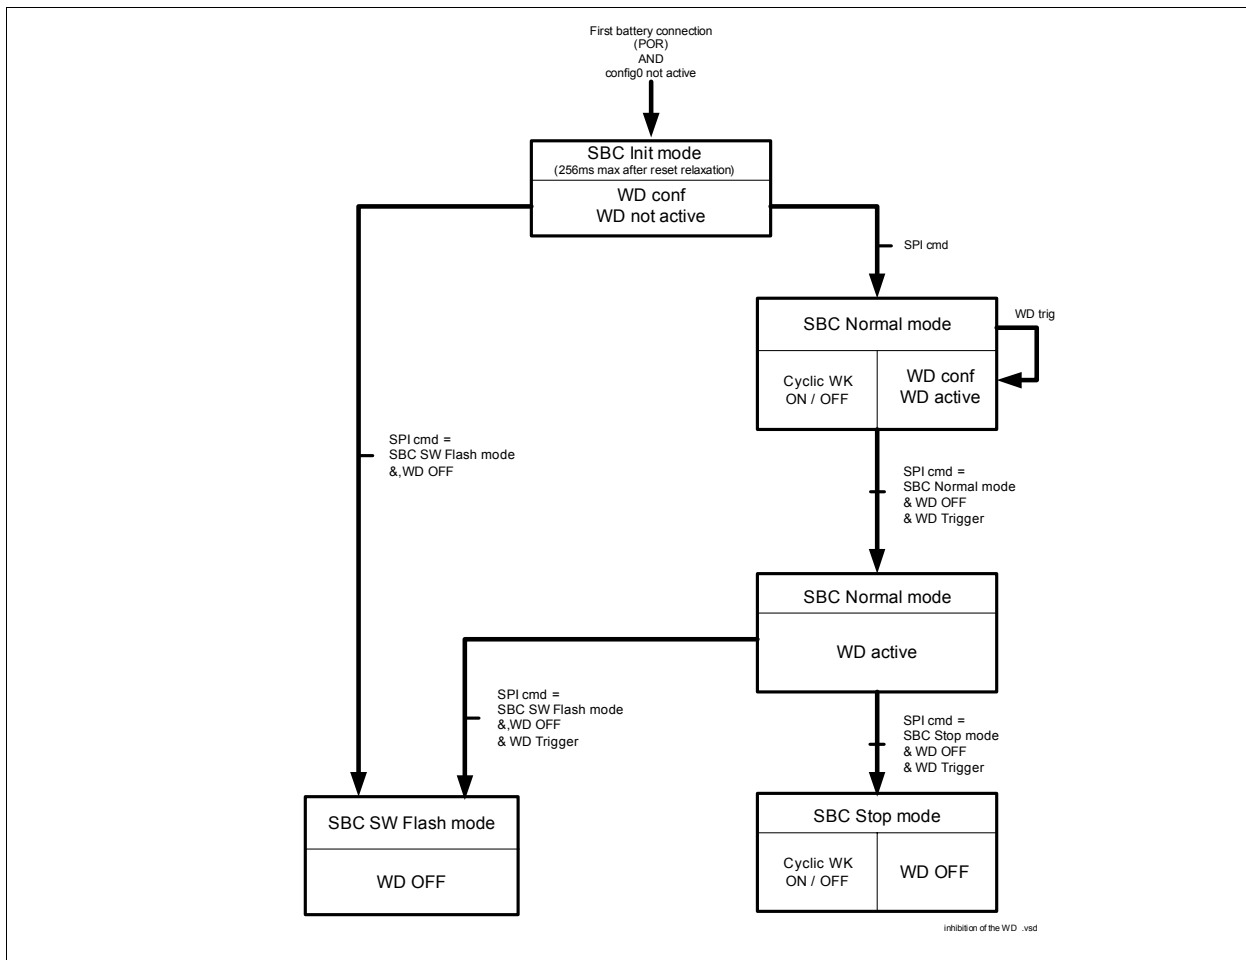 First battery connection
(POR)
AND
config0 not active
SBC Init mode
(256ms max after reset relaxation)
WD conf
WD not active
SPI cmd
SBC Normal mode
WD trig
Cyclic WK
ON / OFF
WD conf
WD active
SPI cmd =
SBC SW Flash mode
&,WD OFF
SPI cmd =
SBC Normal mode
& WD OFF
& WD Trigger
SBC Normal mode
WD active
SPI cmd =
SBC SW Flash mode
&,WD OFF
& WD Trigger
SPI cmd =
SBC Stop mode
& WD OFF
& WD Trigger
SBC SW Flash mode
WD OFF
SBC Stop mode
Cyclic WK
ON / OFF
WD OFF
inhibition of the WD .vsd